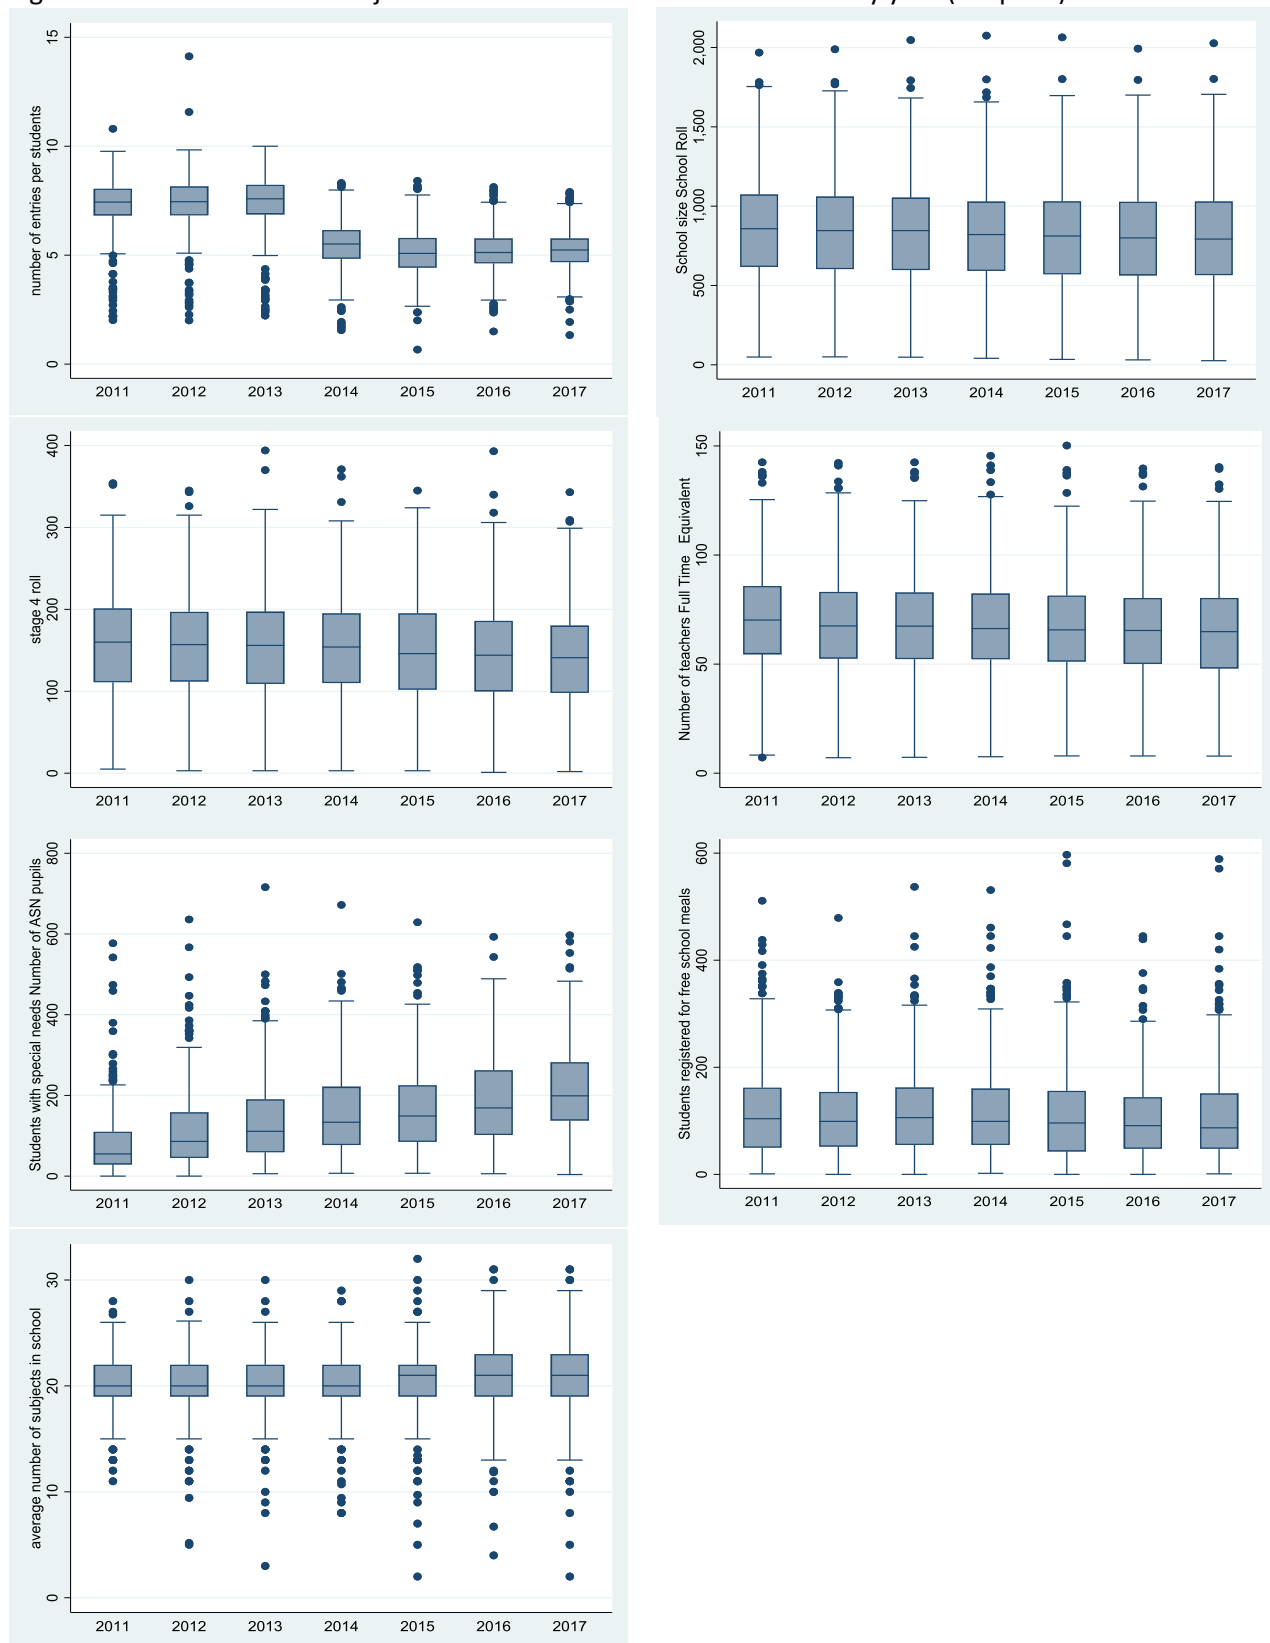 number of entries per students
15
10
5
0
2011 2012 2013 2014 2015 2016 2017
School size School Roll
2,000
1,500
1,000
500
0
2011 2012 2013 2014 2015 2016 2017
stage 4 roll
400
300
200
100
0
2011 2012 2013 2014 2015 2016 2017
Number of teachers Full Time Equivalent
150
100
50
0
2011 2012 2013 2014 2015 2016 2017
Students with special needs Number of ASN pupils
800
600
400
200
0
2011 2012 2013 2014 2015 2016 2017
Students registered for free school meals
600
400
200
0
2011 2012 2013 2014 2015 2016 2017
average number of subjects in school
30
20
10
0
2011 2012 2013 2014 2015 2016 2017